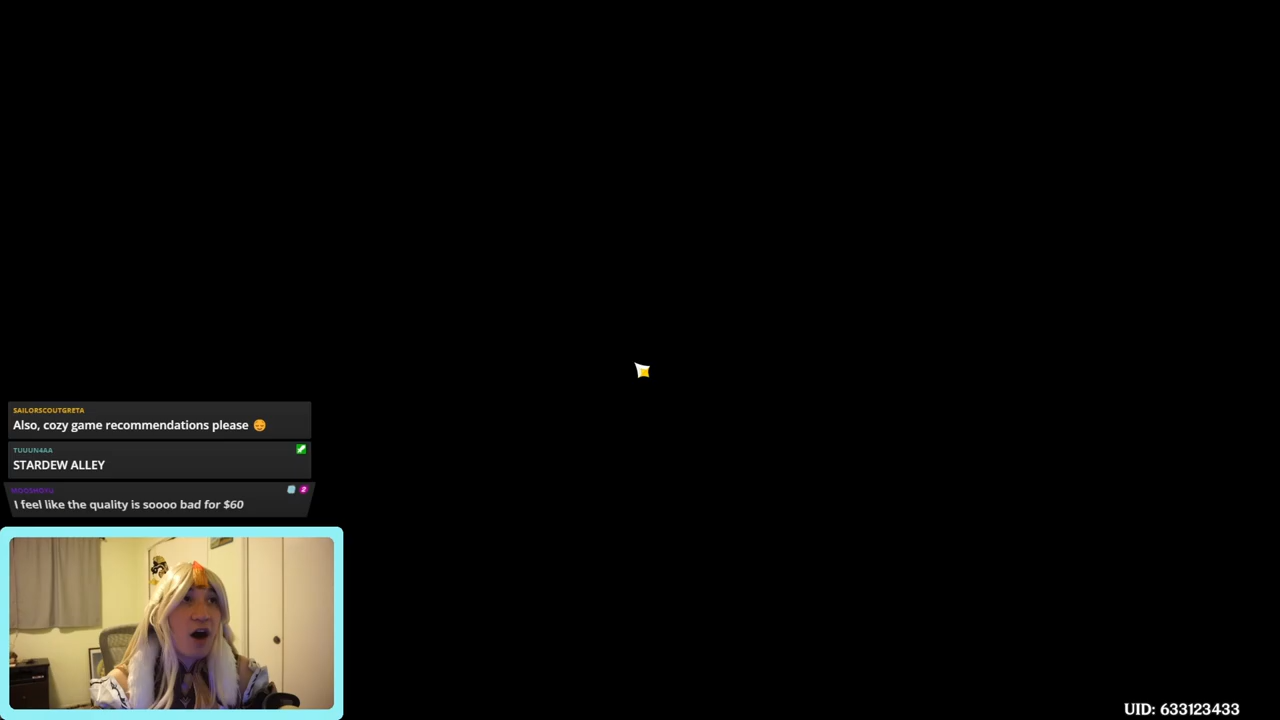 SAILORSCOUTGRETA
Also, cozy game recommendations please
TUUUN4AA
STARDEW ALLEY
I feel like the quality is soooo bad for $60
UID: 633123433